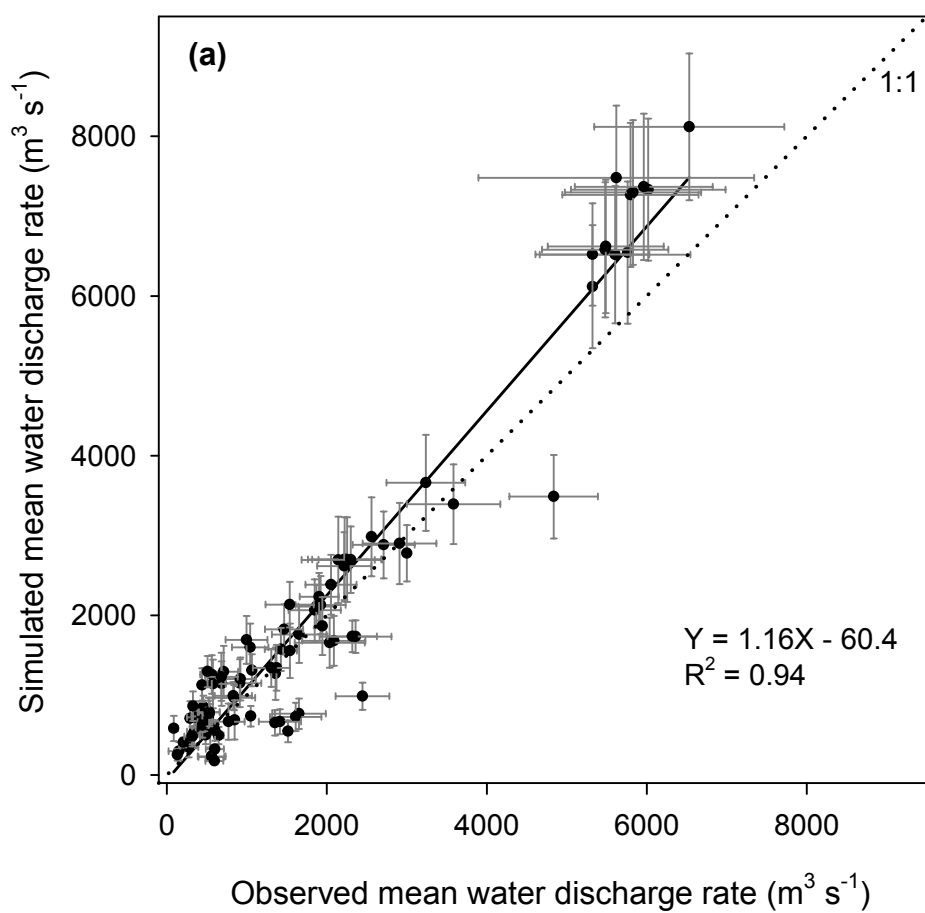 (a)
1:1
Simulated mean water discharge rate (m³ s⁻¹)
8000
6000
4000
2000
0
Y = 1.16X - 60.4
R² = 0.94
0 2000 4000 6000 8000
Observed mean water discharge rate (m³ s⁻¹)